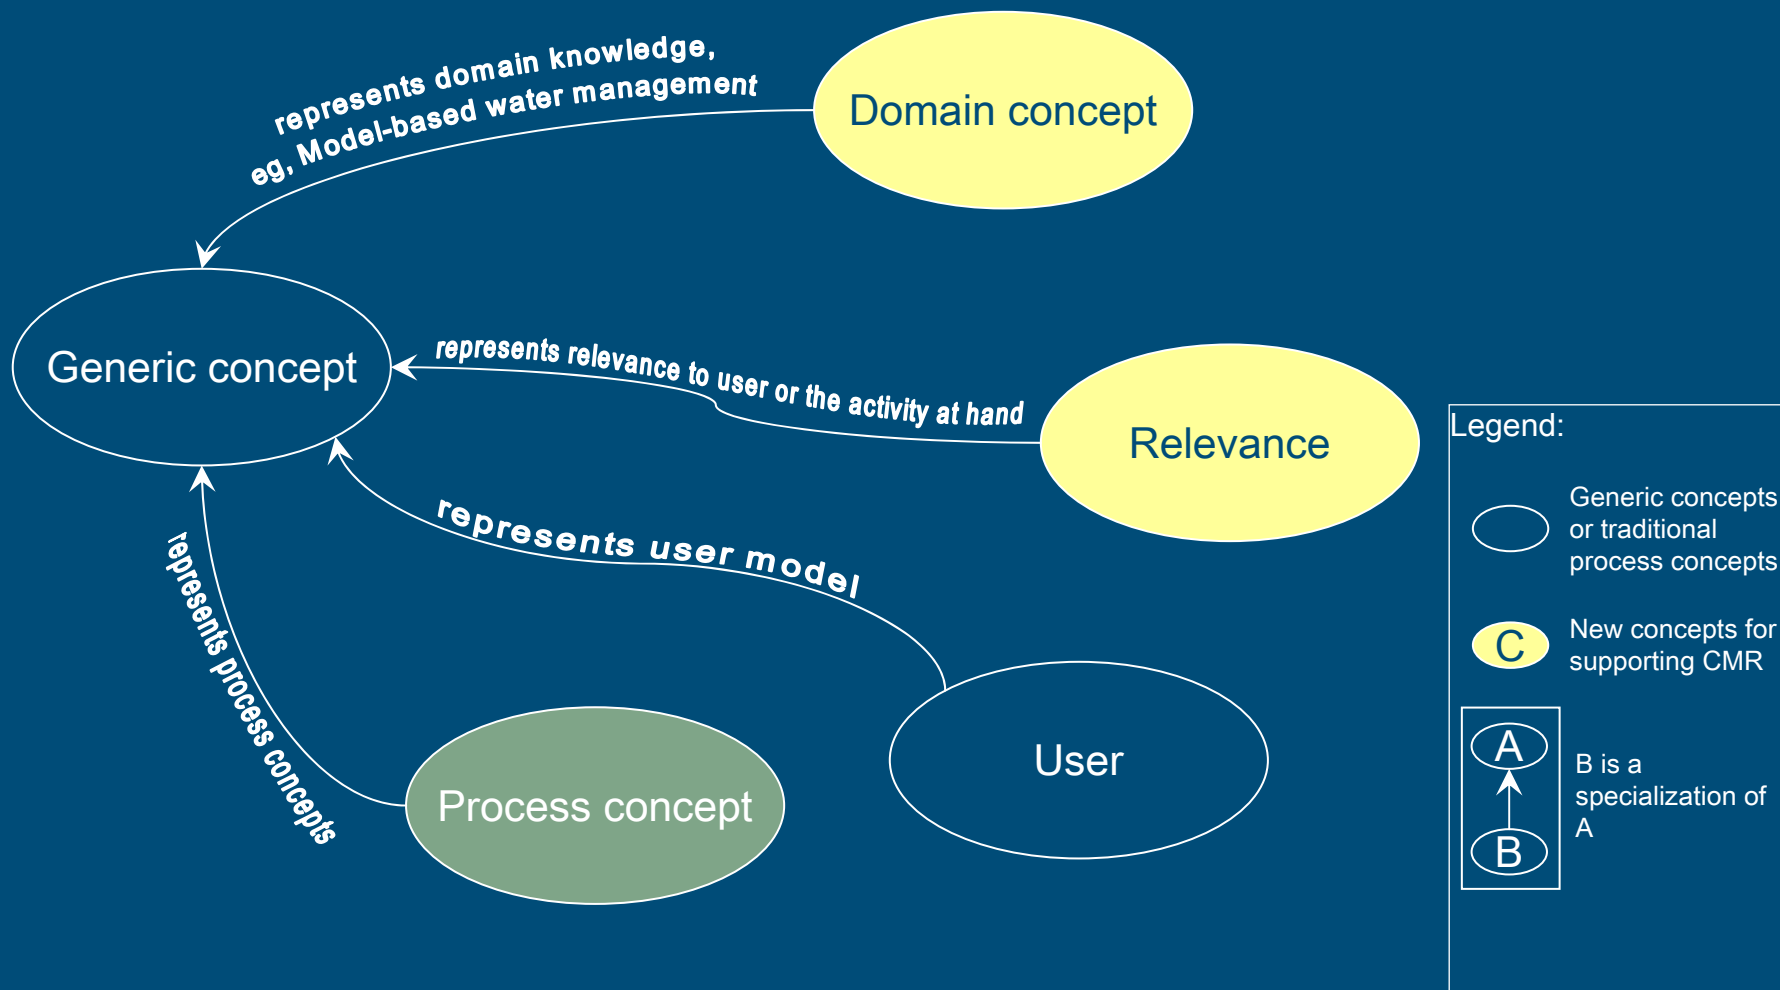 represents domain knowledge,
eg, Model-based water management
Domain concept
Generic concept
represents relevance to user or the activity at hand
Relevance
represents user model
represents process concepts
User
Process concept
Legend:
Generic concepts
or traditional
process concepts
C
New concepts for
supporting CMR
A
B
B is a
specialization of
A